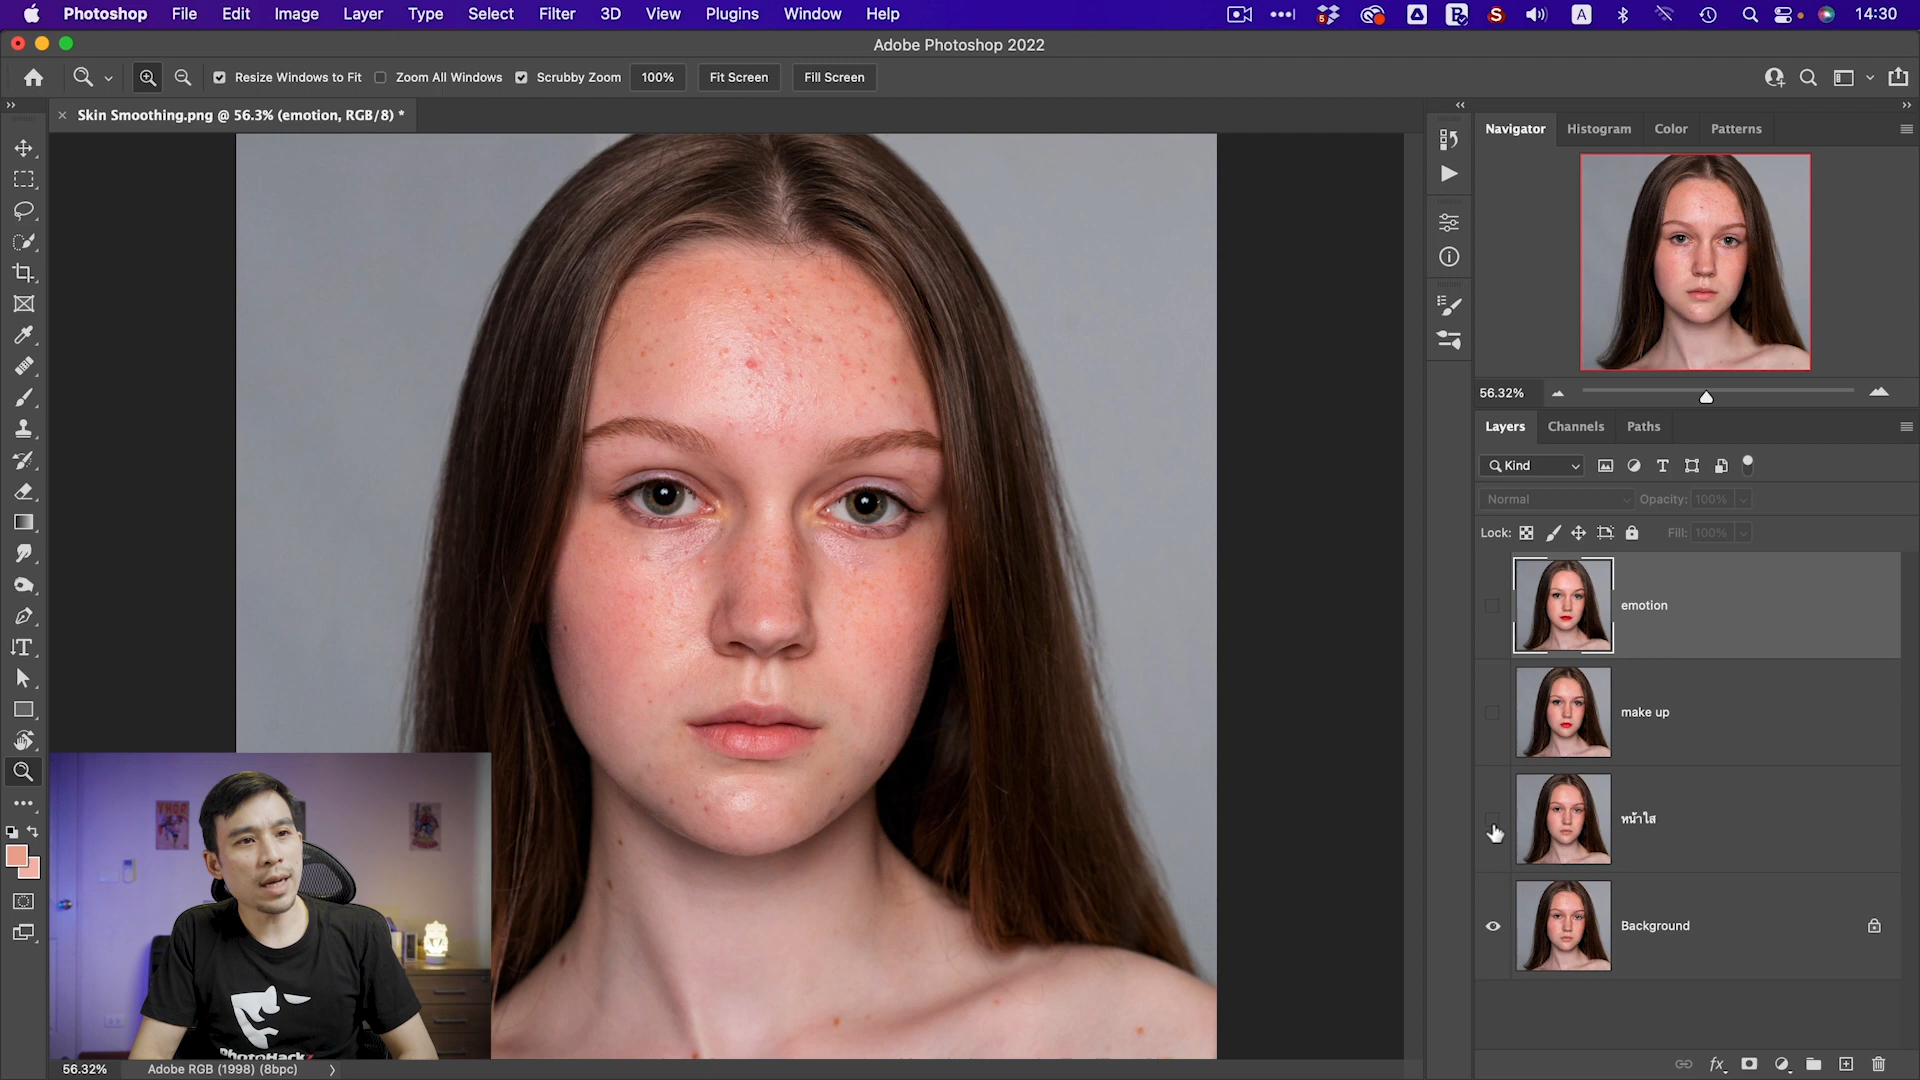 Photoshop File Edit Image Layer Type Select Filter 3D View Plugins Window Help 14:30
Adobe Photoshop 2022
Resize Windows to Fit Zoom All Windows Scrubby Zoom 100% Fit Screen Fill Screen
Skin Smoothing.png @ 56.3% (emotion, RGB/8) *
Navigator Histogram Color Patterns
56.32%
Layers Channels Paths
Kind
Normal Opacity: 100%
Lock: Fill: 100%
emotion
make up
หน้าใส
Background
THOR
PhotoHack
56.32% Adobe RGB (1998) (8bpc)